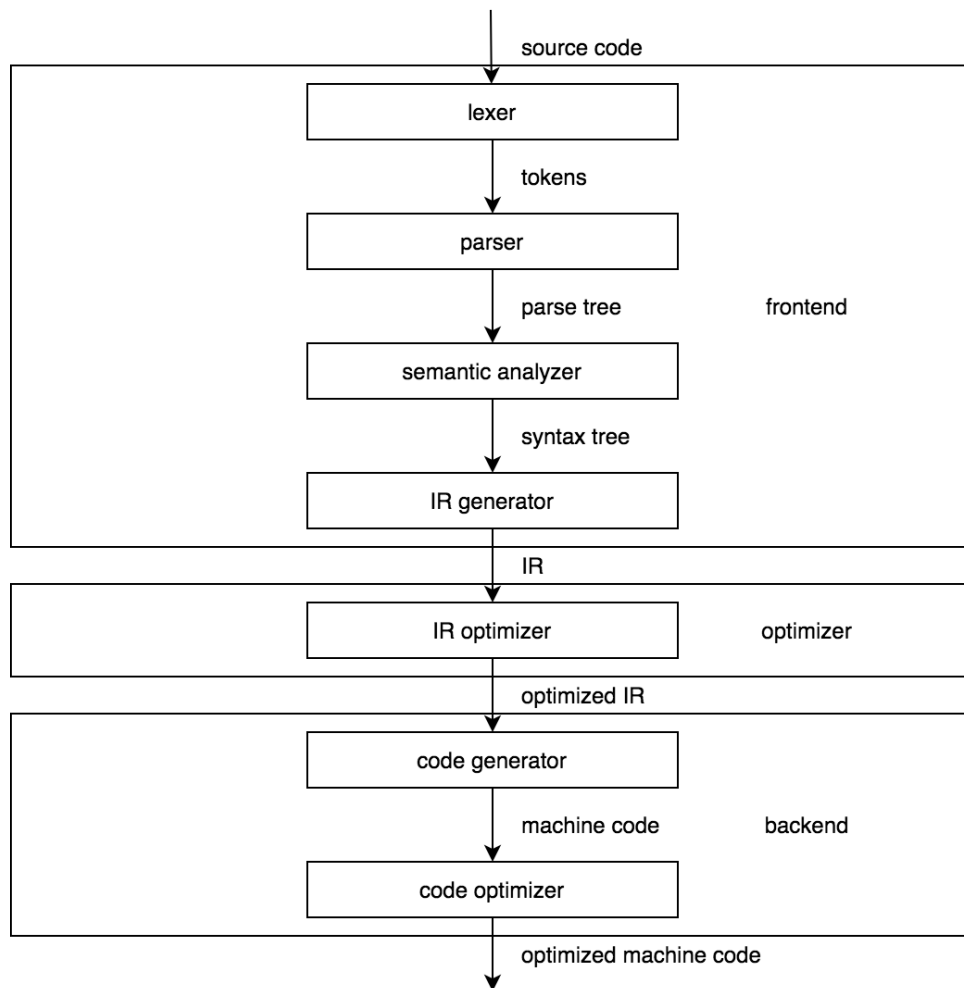 source code
lexer
tokens
parser
parse tree
frontend
semantic analyzer
syntax tree
IR generator
IR
IR optimizer
optimizer
optimized IR
code generator
machine code
backend
code optimizer
optimized machine code